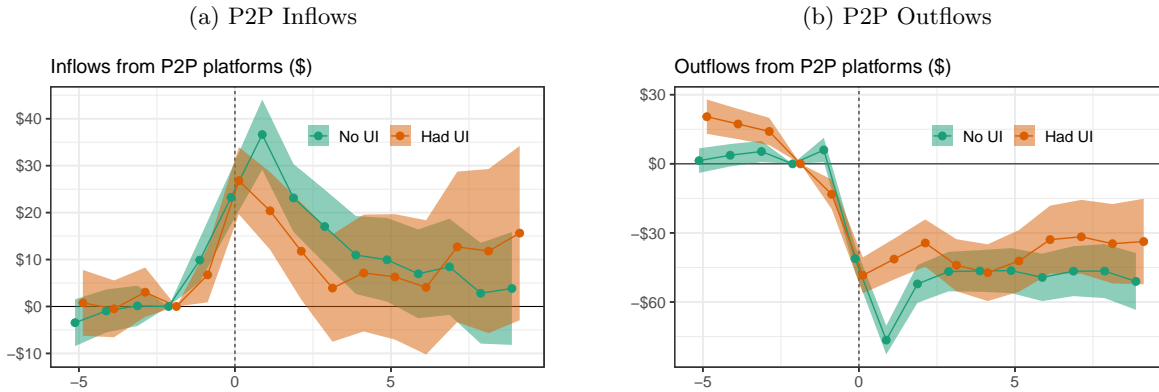 (a) P2P Inflows
(b) P2P Outflows
Inflows from P2P platforms ($)
$40
$30
$20
$10
$0
−$10
No UI
Had UI
−5
0
5
Outflows from P2P platforms ($)
$30
$0
−$30
−$60
No UI
Had UI
−5
0
5